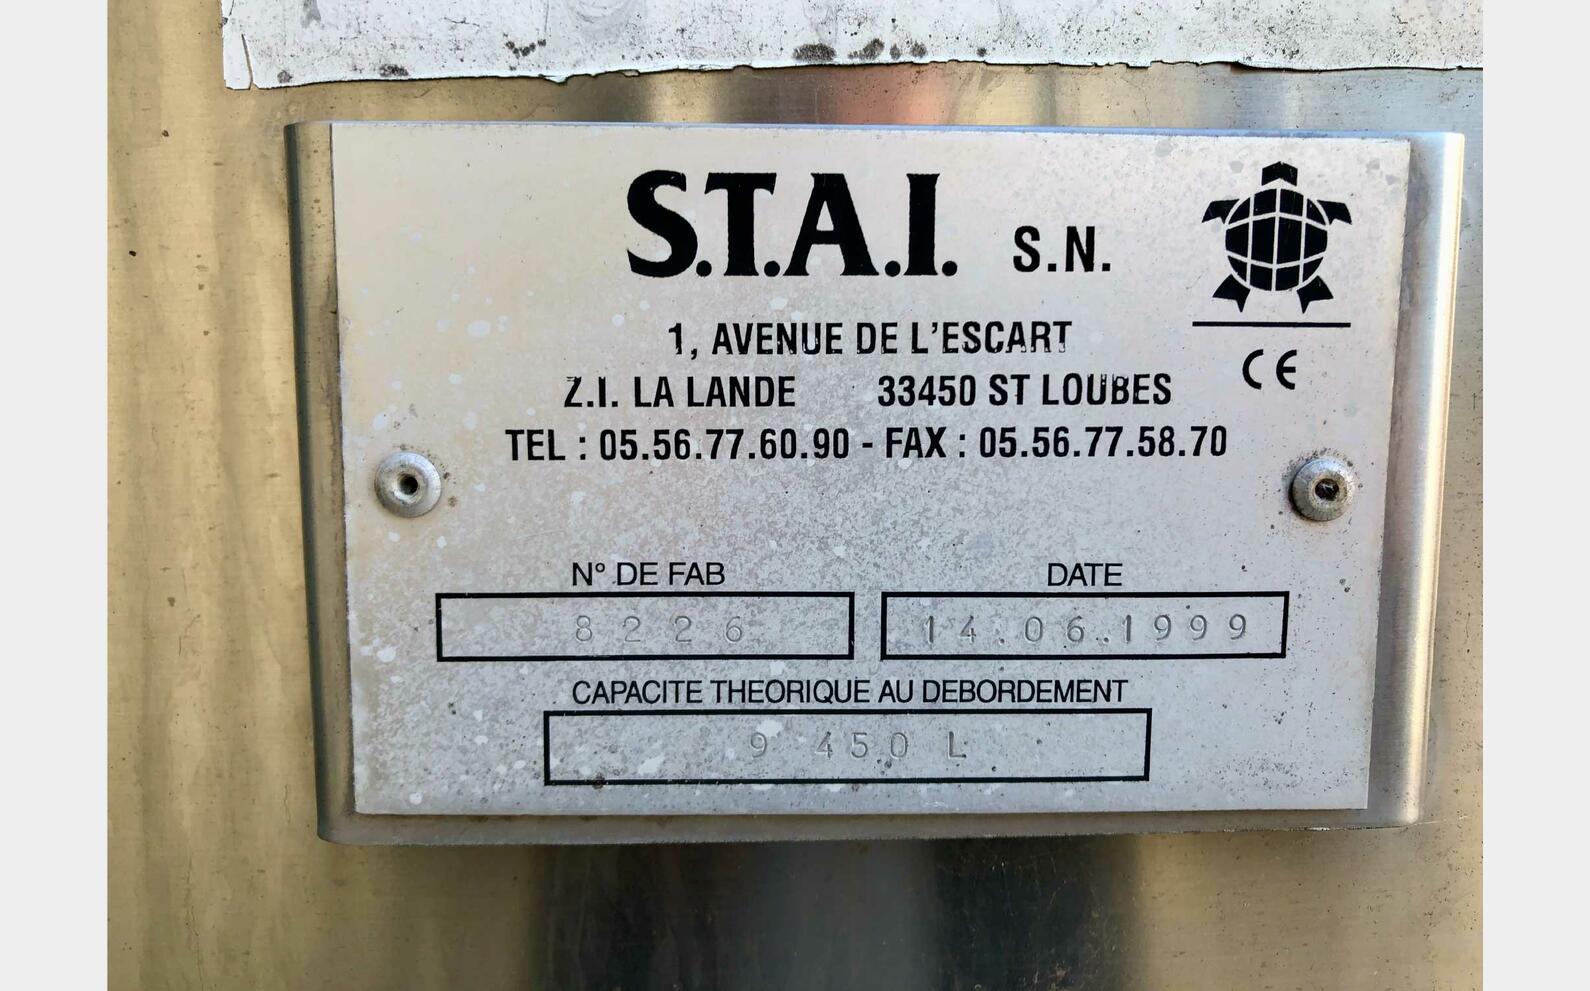 S.T.A.I. S.N.
1, AVENUE DE L'ESCART
Z.I. LA LANDE 33450 ST LOUBES
CE
TEL : 05.56.77.60.90 - FAX : 05.56.77.58.70
N° DE FAB DATE
8226 14.06.1999
CAPACITE THEORIQUE AU DEBORDEMENT
9 450 L